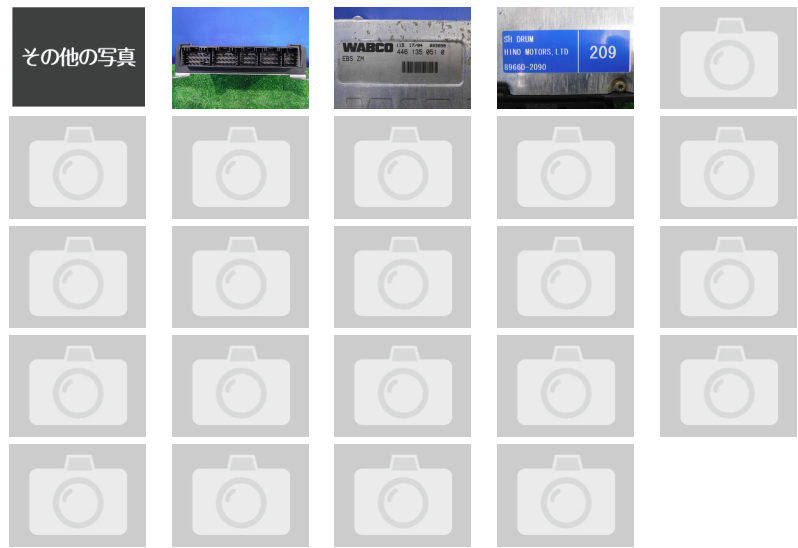 その他の写真
WABCO
446 135 051 0
EBS ZM
SH DRUM
HINO MOTORS, LTD
209
89660-2090